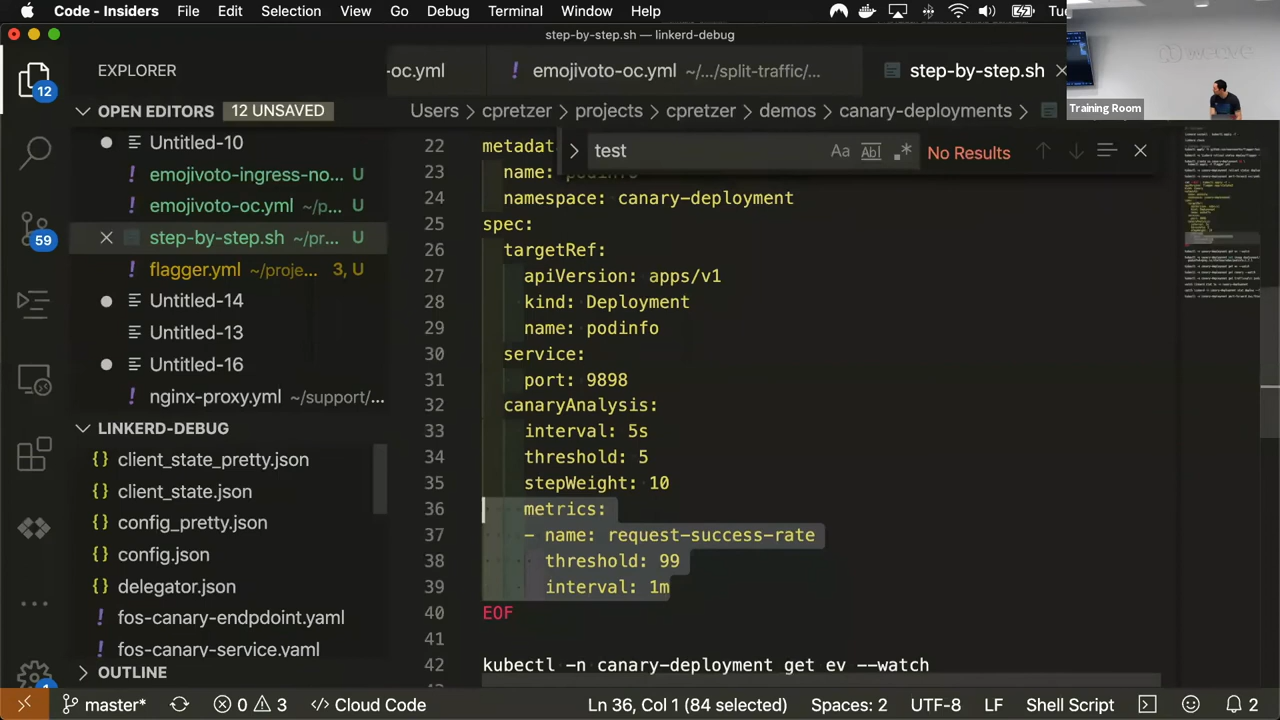 Code - Insiders File Edit Selection View Go Debug Terminal Window Help Tue
step-by-step.sh — linkerd-debug
EXPLORER
-oc.yml
! emojivoto-oc.yml ~/.../split-traffic/...
step-by-step.sh
Training Room
OPEN EDITORS 12 UNSAVED
Users > cpretzer > projects > cpretzer > demos > canary-deployments >
12
Untitled-10
! emojivoto-ingress-no... U
! emojivoto-oc.yml ~/p... U
step-by-step.sh ~/pr... U
59
! flagger.yml ~/proje... 3, U
Untitled-14
Untitled-13
Untitled-16
! nginx-proxy.yml ~/support/...
LINKERD-DEBUG
{} client_state_pretty.json
{} client_state.json
{} config_pretty.json
{} config.json
{} delegator.json
! fos-canary-endpoint.yaml
! fos-canary-service.yaml
OUTLINE
1
test
Aa Abl .* No Results
22 metadat
23 name: podinfo
24 namespace: canary-deployment
25 spec:
26 targetRef:
27 apiVersion: apps/v1
28 kind: Deployment
29 name: podinfo
30 service:
31 port: 9898
32 canaryAnalysis:
33 interval: 5s
34 threshold: 5
35 stepWeight: 10
36 metrics:
37 - name: request-success-rate
38 threshold: 99
39 interval: 1m
40 EOF
41
42 kubectl -n canary-deployment get ev --watch
master* 0 3 </> Cloud Code Ln 36, Col 1 (84 selected) Spaces: 2 UTF-8 LF Shell Script 2